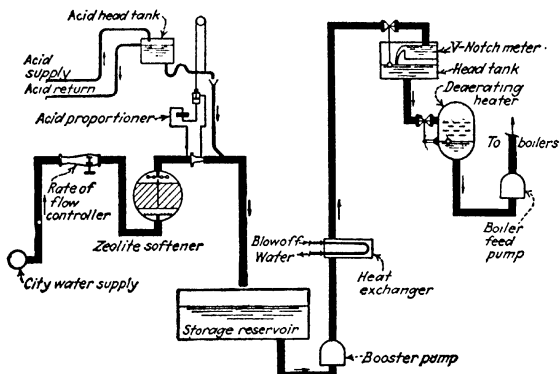 Acid head tank
Acid
supply
Acid return
Acid proportioner
Rate of
flow
controller
Zeolite softener
City water supply
Storage reservoir
Blowoff
Water
Heat
exchanger
Booster pump
V-Notch meter
Head tank
Deaerating
heater
To boilers
Boiler
feed
pump